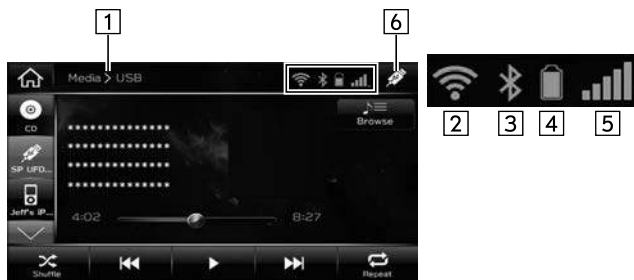 1
6
Media > USB
CD
Browse
SP UFD...
Jeff's iP...
4:02
8:27
Shuffle
Repeat
2
3
4
5